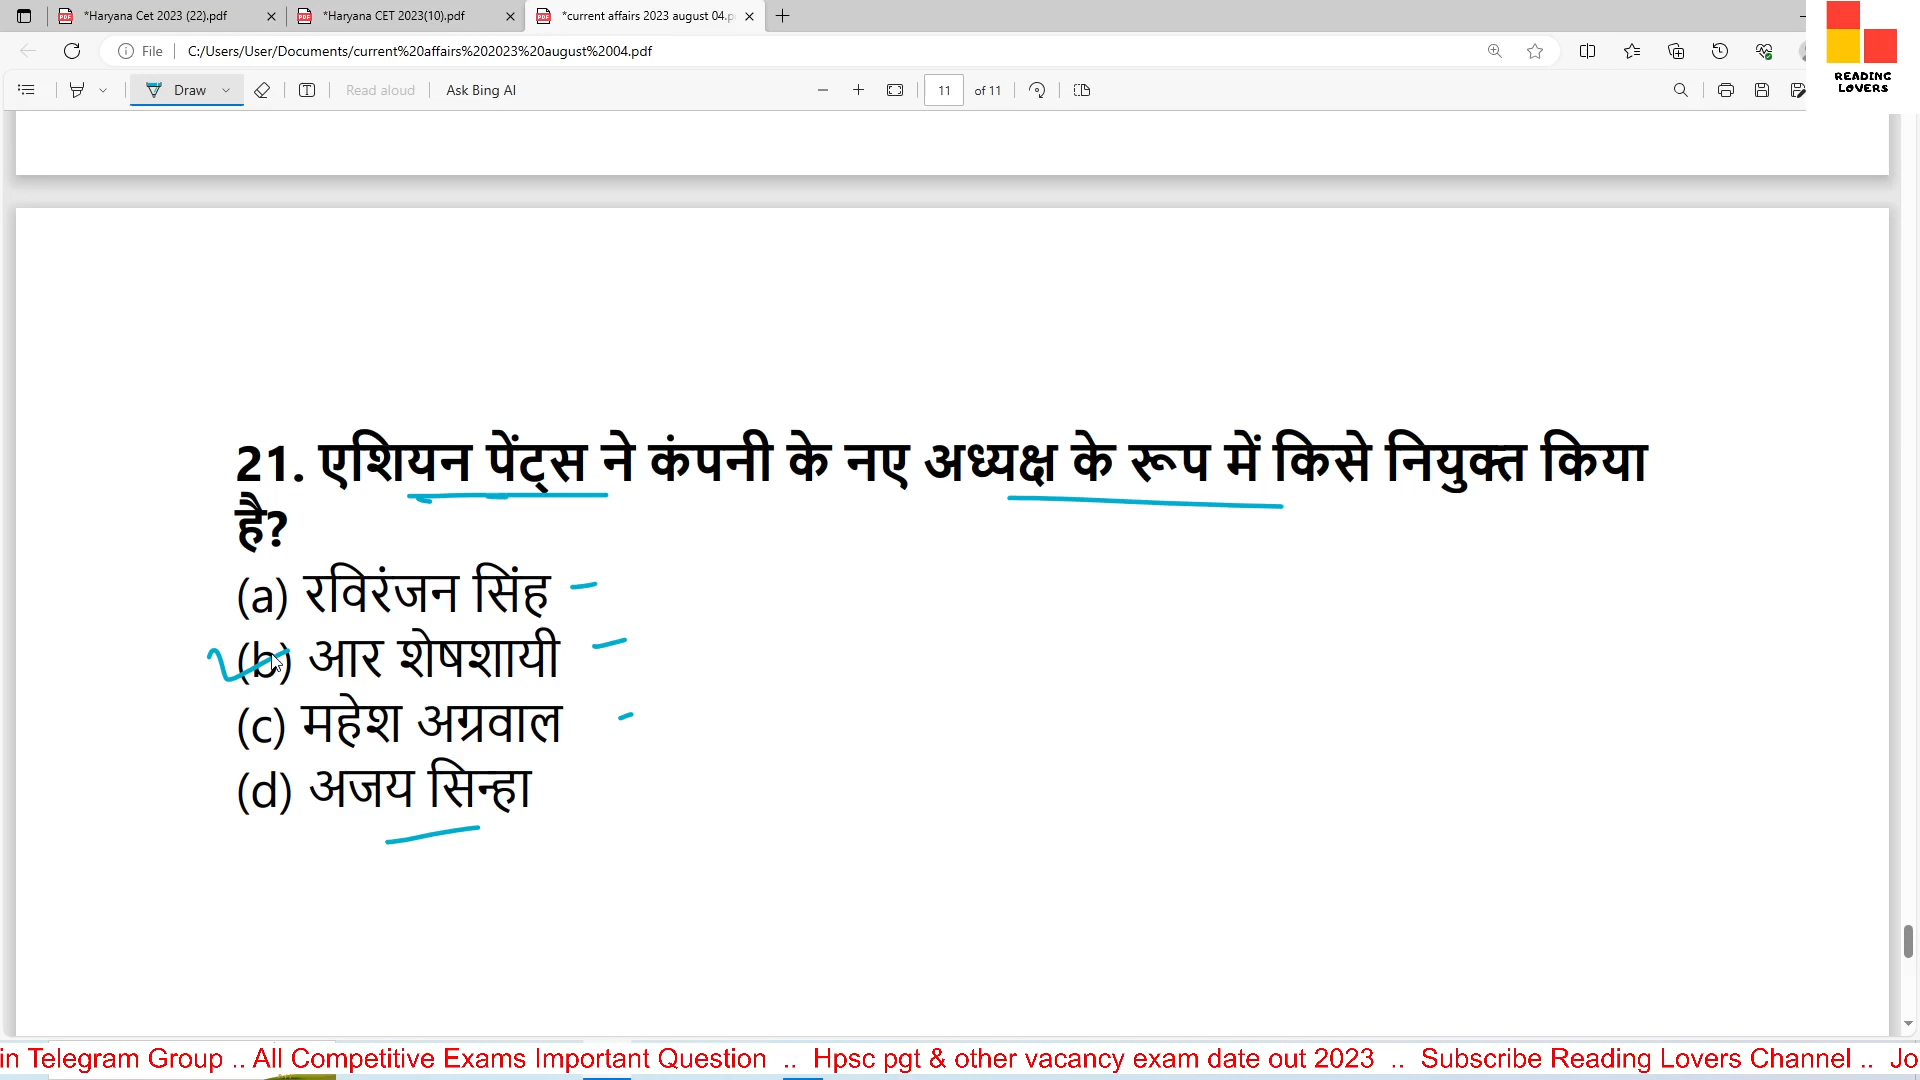 *Haryana Cet 2023 (22).pdf
*Haryana CET 2023(10).pdf
*current affairs 2023 august 04.p
File
C:/Users/User/Documents/current%20affairs%202023%20august%2004.pdf
READING
LOVERS
Draw
Read aloud
Ask Bing AI
11 of 11
21. एशियन पेंट्स ने कंपनी के नए अध्यक्ष के रूप में किसे नियुक्त किया
है?
(a) रविरंजन सिंह
(b) आर शेषशायी
(c) महेश अग्रवाल
(d) अजय सिन्हा
in Telegram Group .. All Competitive Exams Important Question .. Hpsc pgt & other vacancy exam date out 2023 .. Subscribe Reading Lovers Channel .. Jo